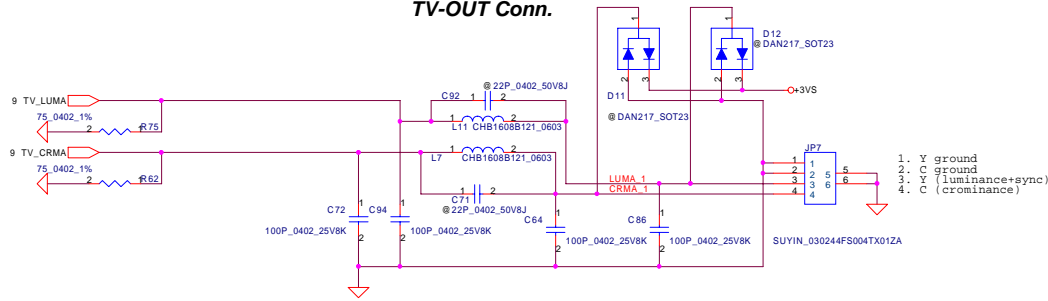 TV-OUT Conn.
1
1
D12
@ DAN217_SOT23
2
3
2
3
+3VS
D11
@ DAN217_SOT23
9 TV_LUMA
C92
@ 22P_0402_50V8J
1
2
75_0402_1%
2
1
R75
1
2
L11 CHB1608B121_0603
9 TV_CRMA
1
2
L7
CHB1608B121_0603
75_0402_1%
2
1
R62
C71
1
2
@ 22P_0402_50V8J
LUMA_1
CRMA_1
JP7
1
2
3
4
1
2
3
4
5
6
5
6
1. Y ground
2. C ground
3. Y (luminance+sync)
4. C (crominance)
1
1
C72
C94
2
2
100P_0402_25V8K
100P_0402_25V8K
1
C64
2
100P_0402_25V8K
1
C86
2
100P_0402_25V8K
SUYIN_030244FS004TX01ZA